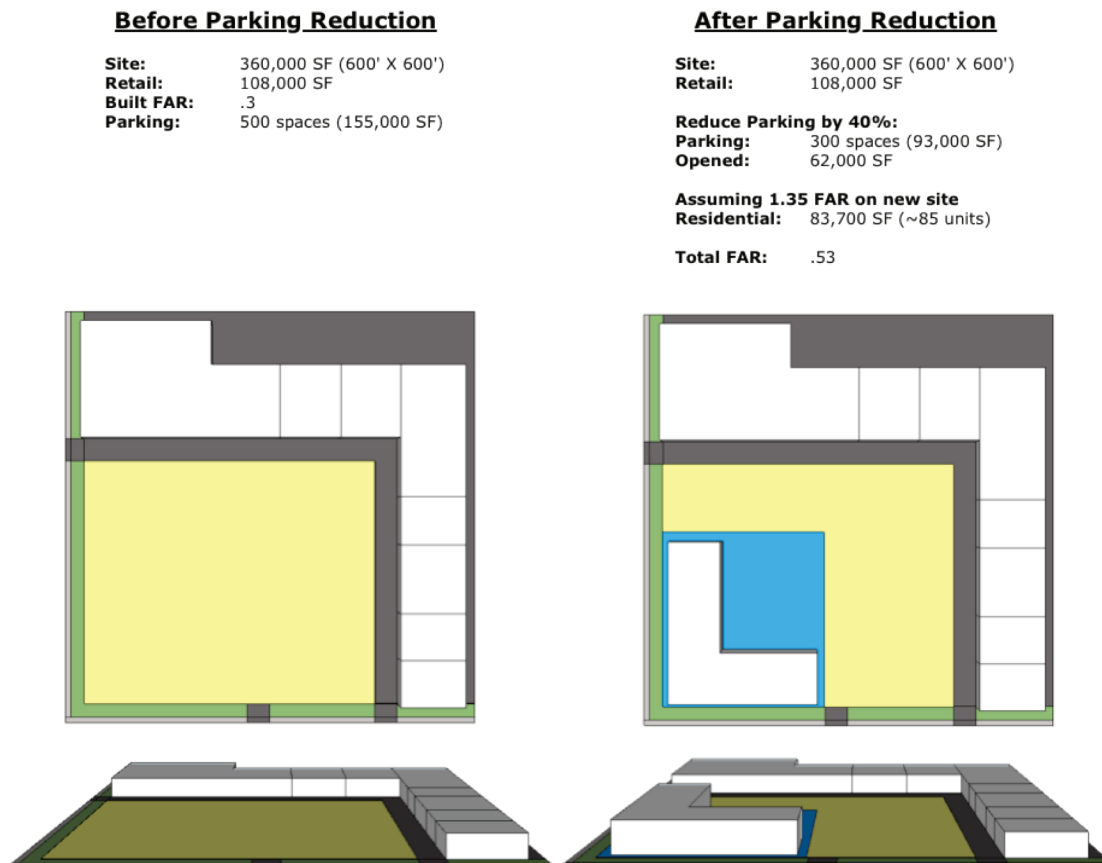 Before Parking Reduction
Site: 360,000 SF (600' X 600')
Retail: 108,000 SF
Built FAR: .3
Parking: 500 spaces (155,000 SF)
After Parking Reduction
Site: 360,000 SF (600' X 600')
Retail: 108,000 SF
Reduce Parking by 40%:
Parking: 300 spaces (93,000 SF)
Opened: 62,000 SF
Assuming 1.35 FAR on new site
Residential: 83,700 SF (~85 units)
Total FAR: .53